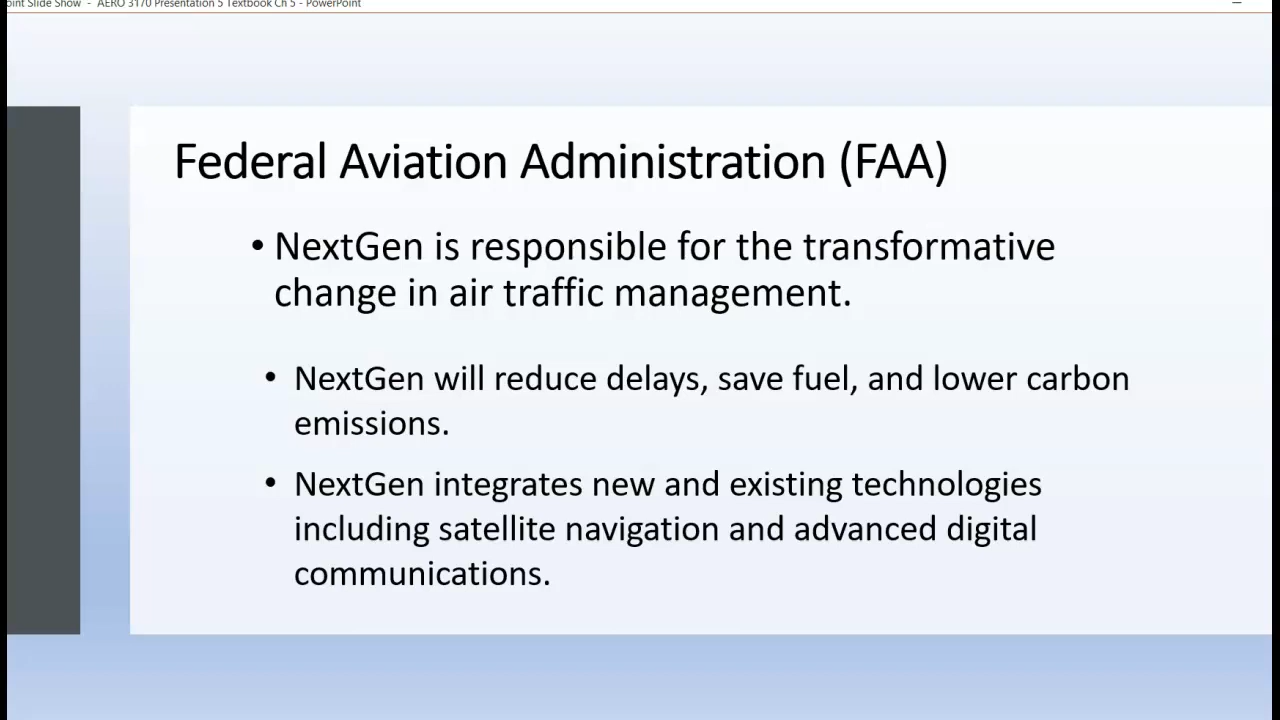 oint Slide Show - AERO 3170 Presentation 5 Textbook Ch 5 - PowerPoint
Federal Aviation Administration (FAA)
• NextGen is responsible for the transformative
change in air traffic management.
• NextGen will reduce delays, save fuel, and lower carbon
emissions.
• NextGen integrates new and existing technologies
including satellite navigation and advanced digital
communications.